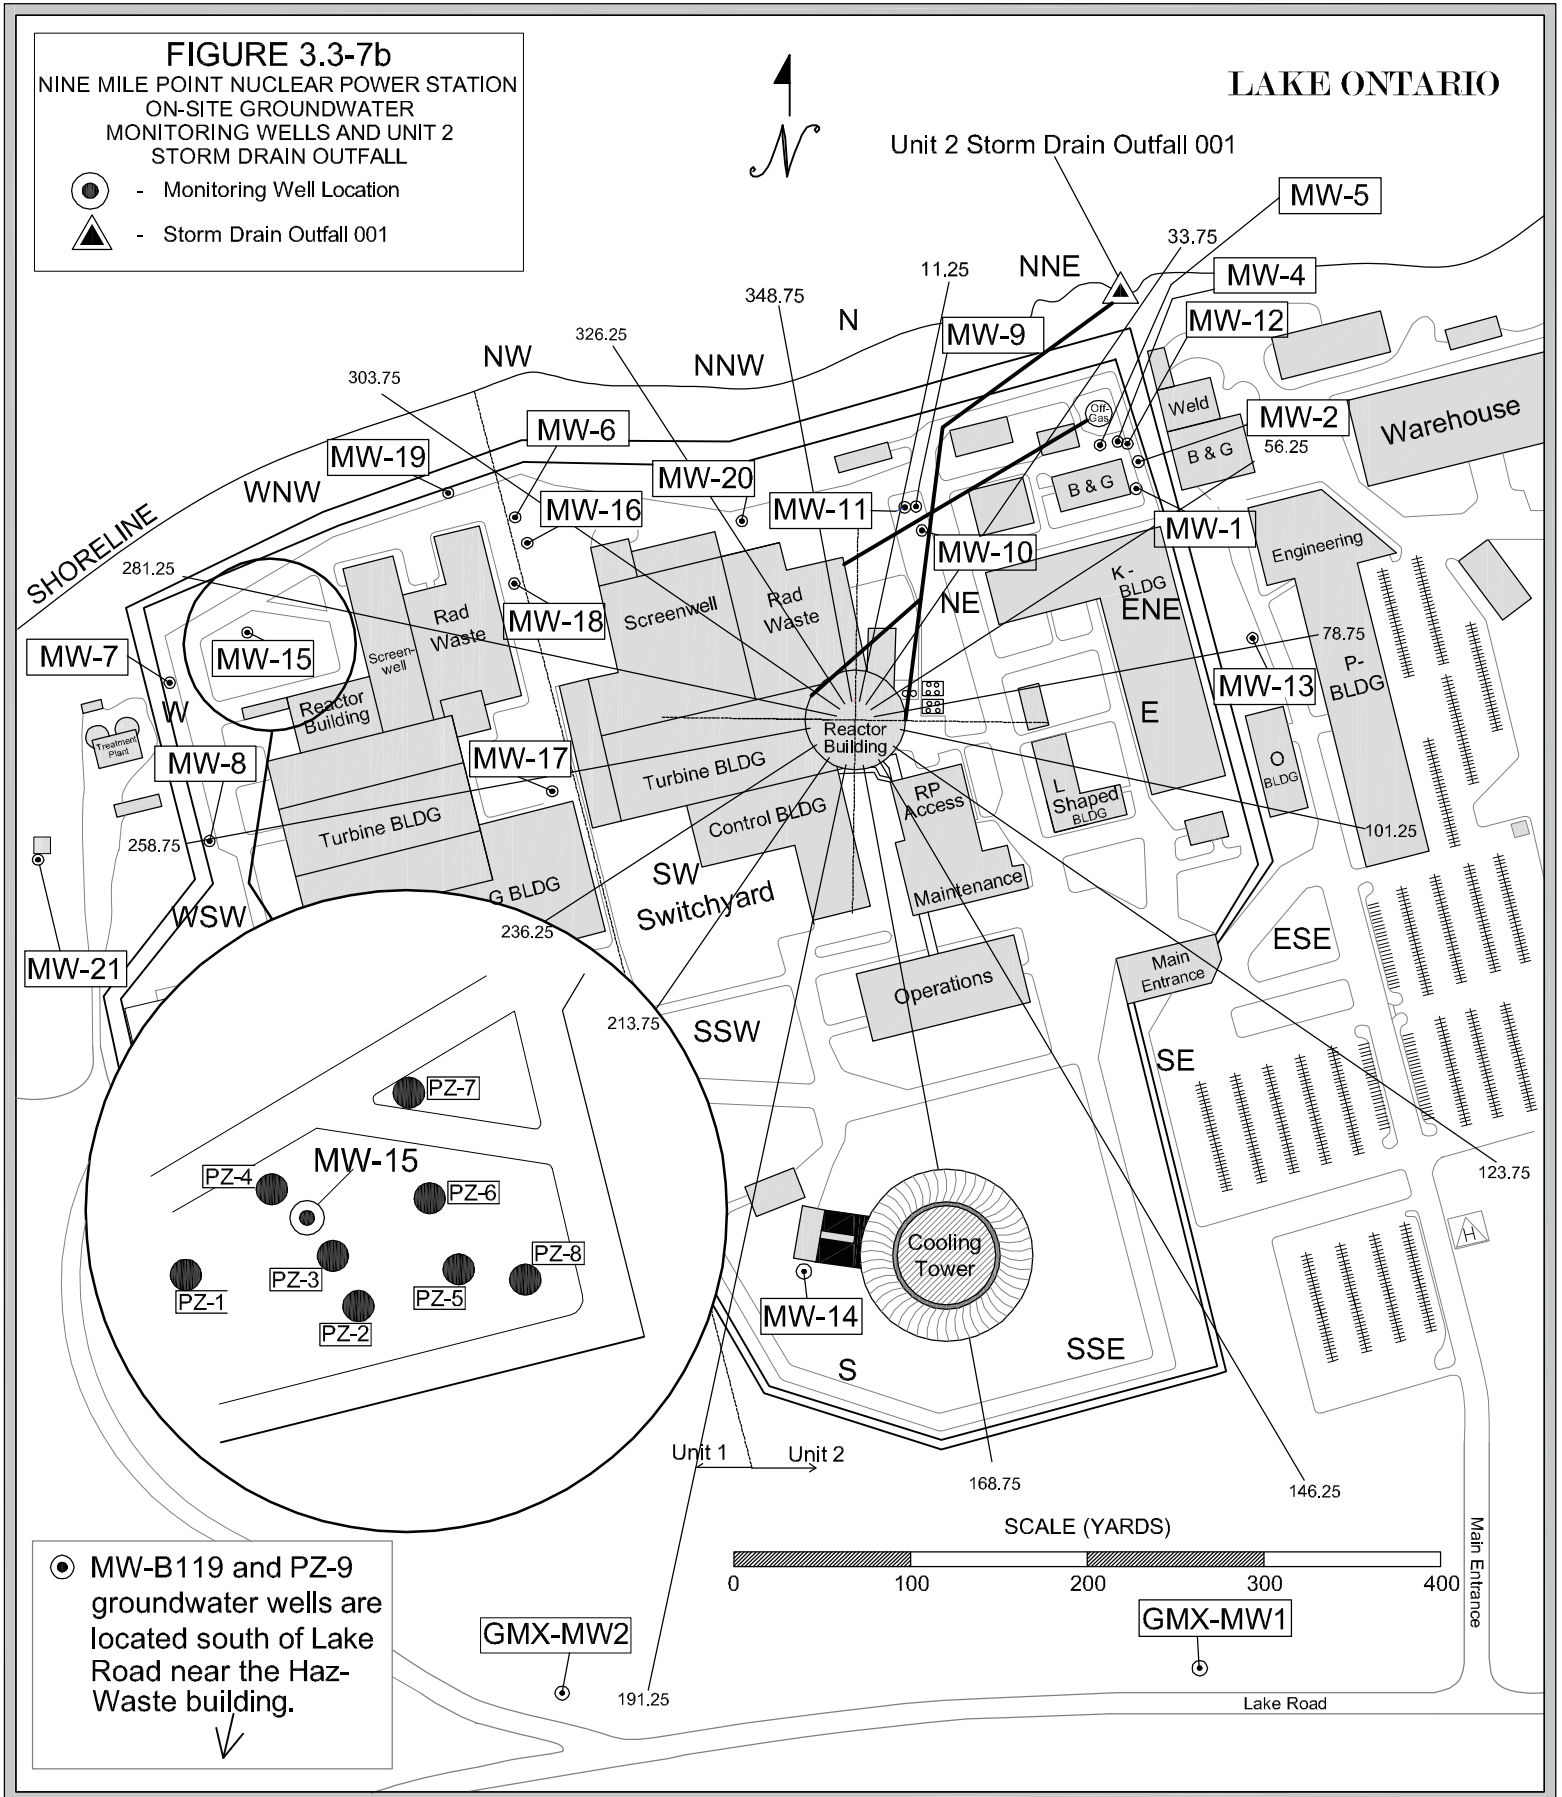 FIGURE 3.3-7b
NINE MILE POINT NUCLEAR POWER STATION
ON-SITE GROUNDWATER
MONITORING WELLS AND UNIT 2
STORM DRAIN OUTFALL
- Monitoring Well Location
- Storm Drain Outfall 001
N
LAKE ONTARIO
Unit 2 Storm Drain Outfall 001
MW-5
33.75
NNE
11.25
MW-4
348.75
N
MW-12
MW-9
326.25
NW
NNW
303.75
Off-
Gas
Weld
MW-2
Warehouse
MW-6
56.25
B & G
MW-19
MW-20
WNW
B & G
MW-16
MW-11
SHORELINE
MW-1
MW-10
Engineering
281.25
K-
BLDG
Rad
Waste
Screenwell
Rad
Waste
NE
ENE
MW-18
78.75
MW-7
MW-15
Screen-
well
P-
BLDG
MW-13
W
Reactor
Building
E
Treatment
Plant
Reactor
Building
MW-8
MW-17
Turbine BLDG
O
BLDG
RP
Access
L
Shaped
BLDG
Turbine BLDG
Control BLDG
258.75
101.25
SW
Switchyard
Maintenance
G BLDG
WSW
236.25
ESE
MW-21
Main
Entrance
Operations
213.75
SSW
SE
PZ-7
MW-15
PZ-4
PZ-6
123.75
H
PZ-8
Cooling
Tower
PZ-3
PZ-1
PZ-5
PZ-2
MW-14
SSE
S
Unit 1
Unit 2
168.75
146.25
SCALE (YARDS)
0
100
200
300
400
Main Entrance
MW-B119 and PZ-9
groundwater wells are
located south of Lake
Road near the Haz-
Waste building.
GMX-MW2
GMX-MW1
191.25
Lake Road